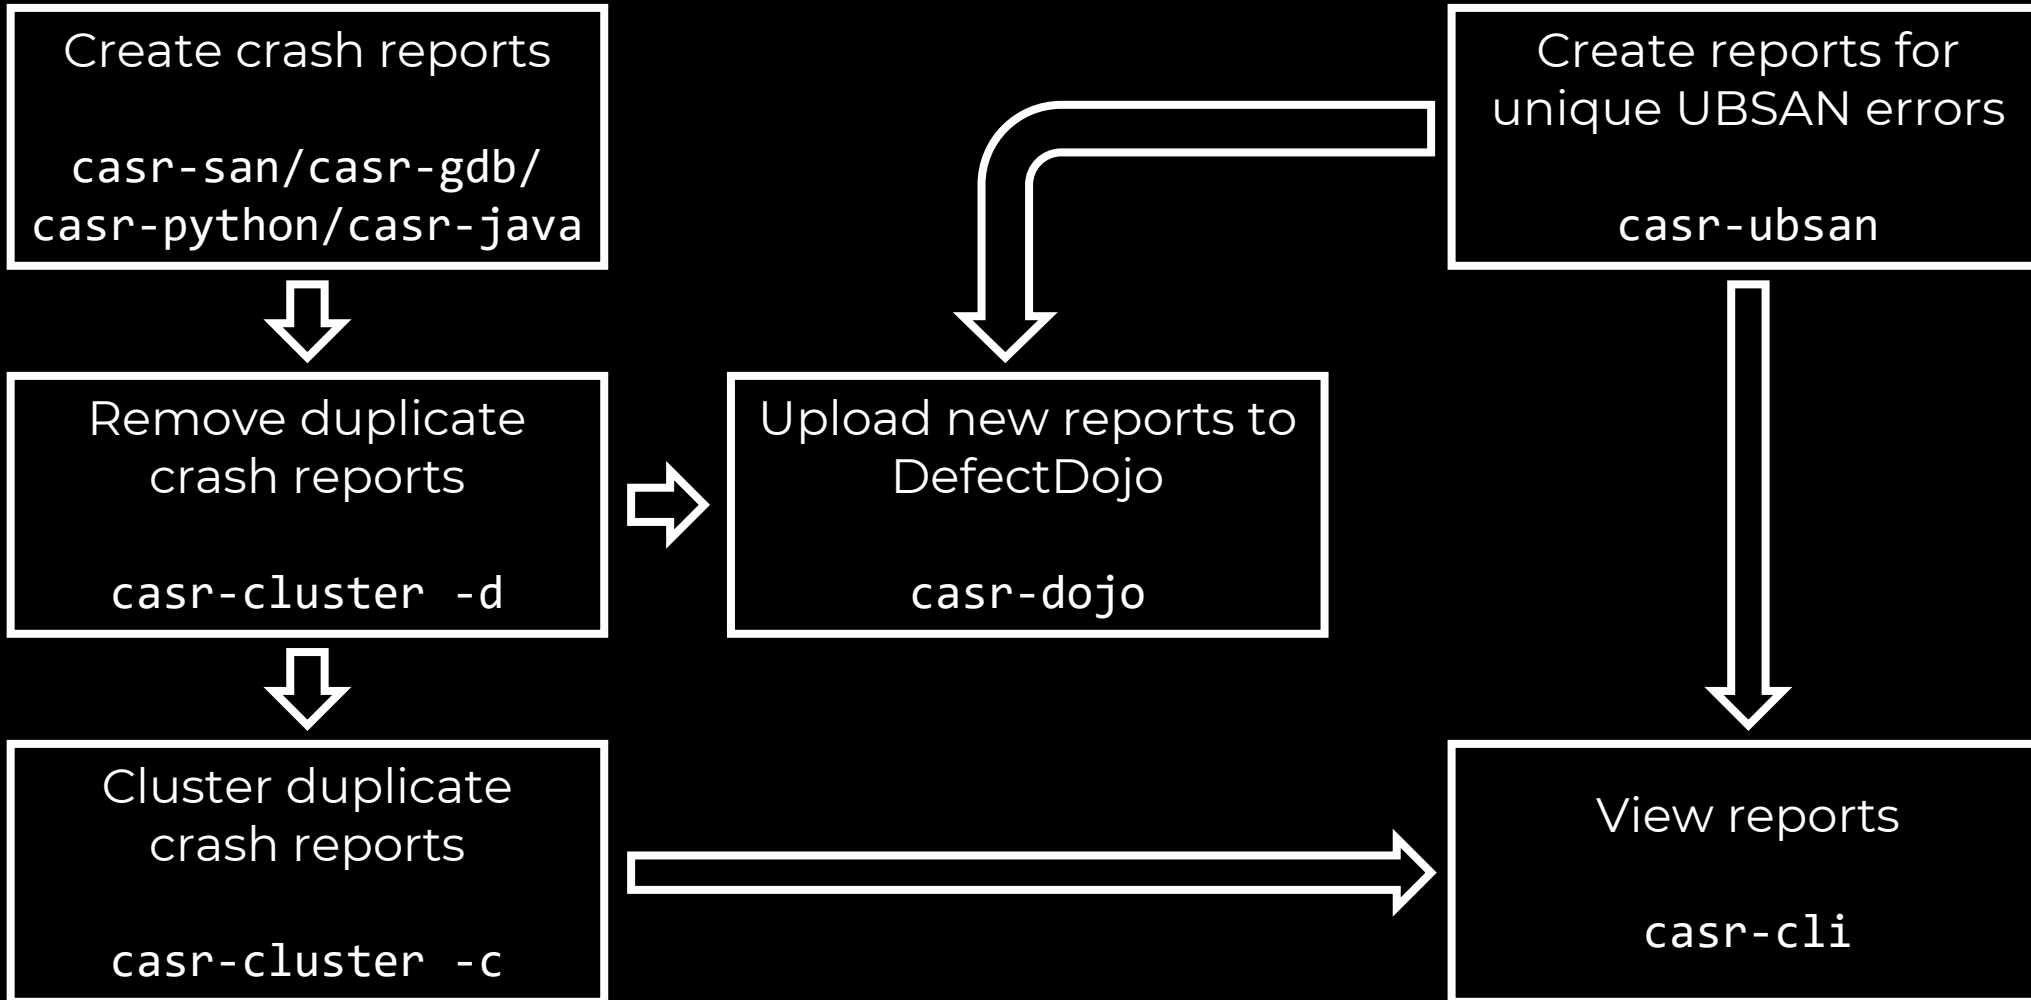 Create crash reports
casr-san/casr-gdb/
casr-python/casr-java
Create reports for
unique UBSAN errors
casr-ubsan
Remove duplicate
crash reports
casr-cluster -d
Upload new reports to
DefectDojo
casr-dojo
Cluster duplicate
crash reports
casr-cluster -c
View reports
casr-cli